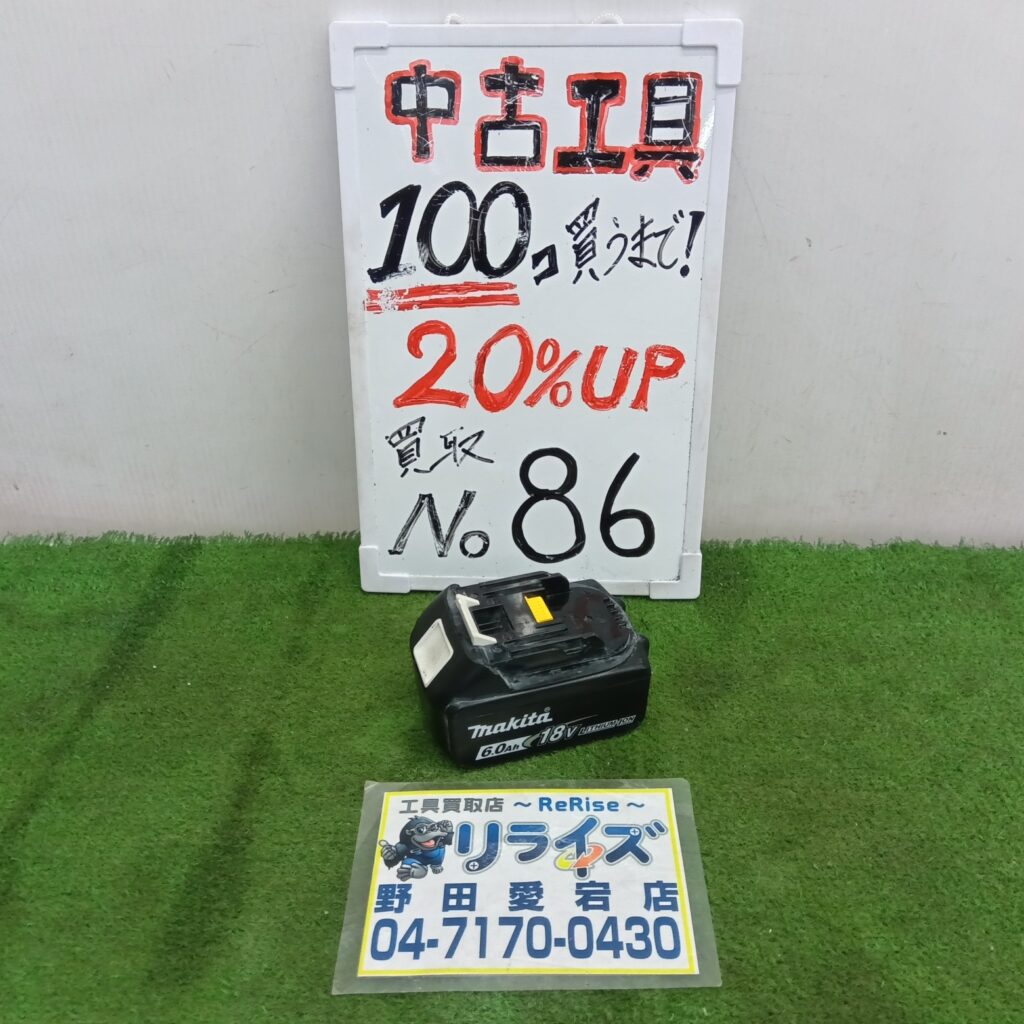 中古工具
100コ買うまで!
20%UP
買取
No 86
makita
6.0Ah 18V LITHIUM-ION
工具買取店 ~ReRise~
リライズ
野田愛宕店
04-7170-0430